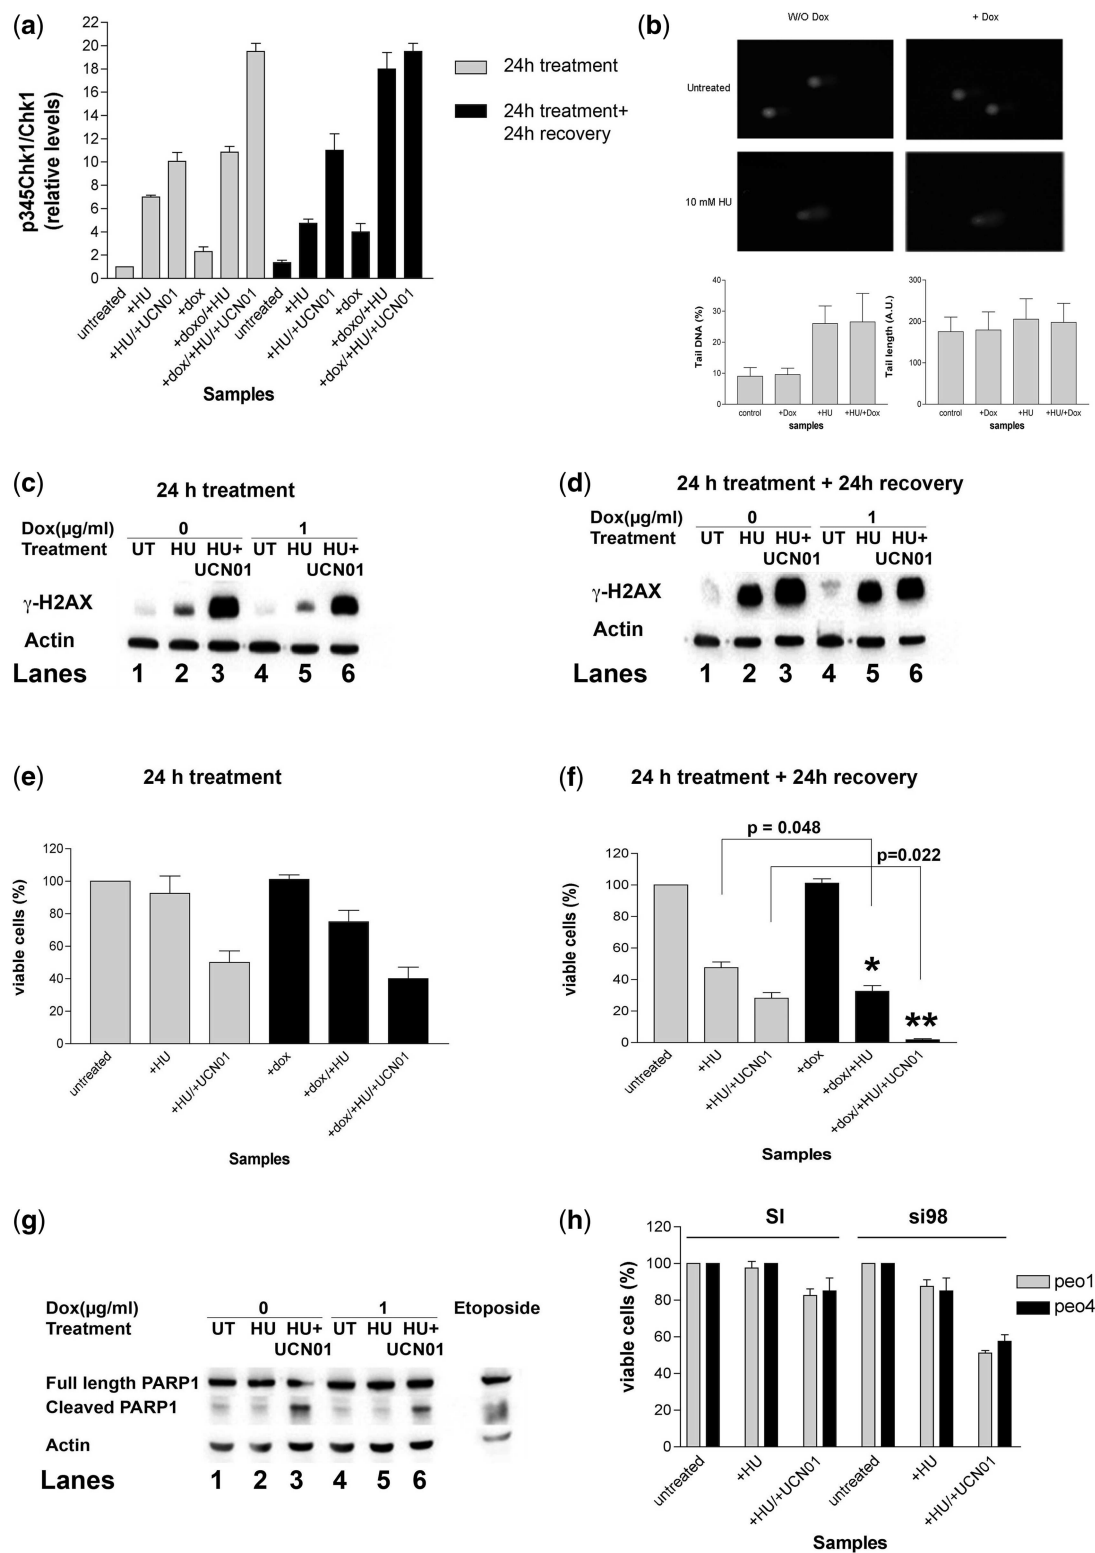 (a)
22
20
18
16
14
12
10
8
6
4
2
0
p345Chk1/Chk1
(relative levels)
untreated
+HU
+HU/+UCN01
+dox
+doxo/+HU
+dox/+HU/+UCN01
untreated
+HU
+HU/+UCN01
+dox
+doxo/+HU
+dox/+HU/+UCN01
Samples
24h treatment
24h treatment+
24h recovery
(b)
W/O Dox
+ Dox
Untreated
10 mM HU
40
30
20
10
0
Tail DNA (%)
control
+Dox
+HU
+HU/+Dox
samples
300
200
100
0
Tail length (A.U.)
control
+Dox
+HU
+HU/+Dox
samples
(c)
24 h treatment
Dox(µg/ml) 0 1
Treatment UT HU HU+ UT HU HU+
UCN01 UCN01
γ-H2AX
Actin
Lanes 1 2 3 4 5 6
(d)
24 h treatment + 24h recovery
Dox(µg/ml) 0 1
Treatment UT HU HU+ UT HU HU+
UCN01 UCN01
γ-H2AX
Actin
Lanes 1 2 3 4 5 6
(e)
24 h treatment
120
100
80
60
40
20
0
viable cells (%)
untreated
+HU
+HU/+UCN01
+dox
+dox/+HU
+dox/+HU/+UCN01
Samples
(f)
24 h treatment + 24h recovery
p = 0.048
p=0.022
120
100
80
60
40
20
0
viable cells (%)
*
**
untreated
+HU
+HU/+UCN01
+dox
+dox/+HU
+dox/+HU/+UCN01
Samples
(g)
Dox(µg/ml) 0 1 Etoposide
Treatment UT HU HU+ UT HU HU+
UCN01 UCN01
Full length PARP1
Cleaved PARP1
Actin
Lanes 1 2 3 4 5 6
(h)
SI
si98
120
100
80
60
40
20
0
viable cells (%)
peo1
peo4
untreated
+HU
+HU/+UCN01
untreated
+HU
+HU/+UCN01
Samples